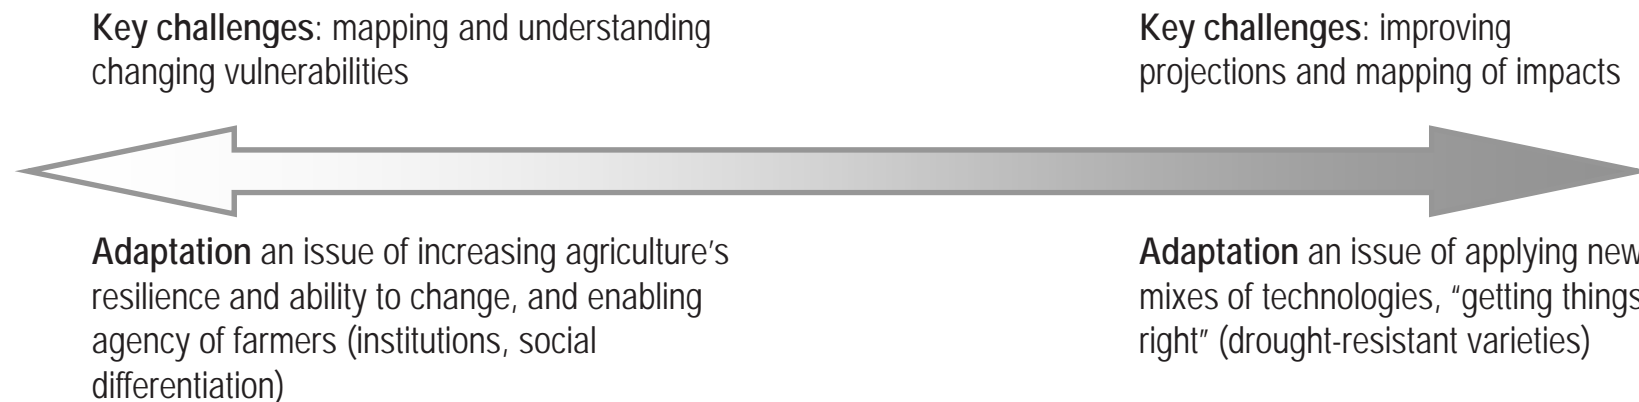 Key challenges: mapping and understanding
changing vulnerabilities
Key challenges: improving
projections and mapping of impacts
Adaptation an issue of increasing agriculture’s
resilience and ability to change, and enabling
agency of farmers (institutions, social
differentiation)
Adaptation an issue of applying new
mixes of technologies, “getting things
right” (drought-resistant varieties)